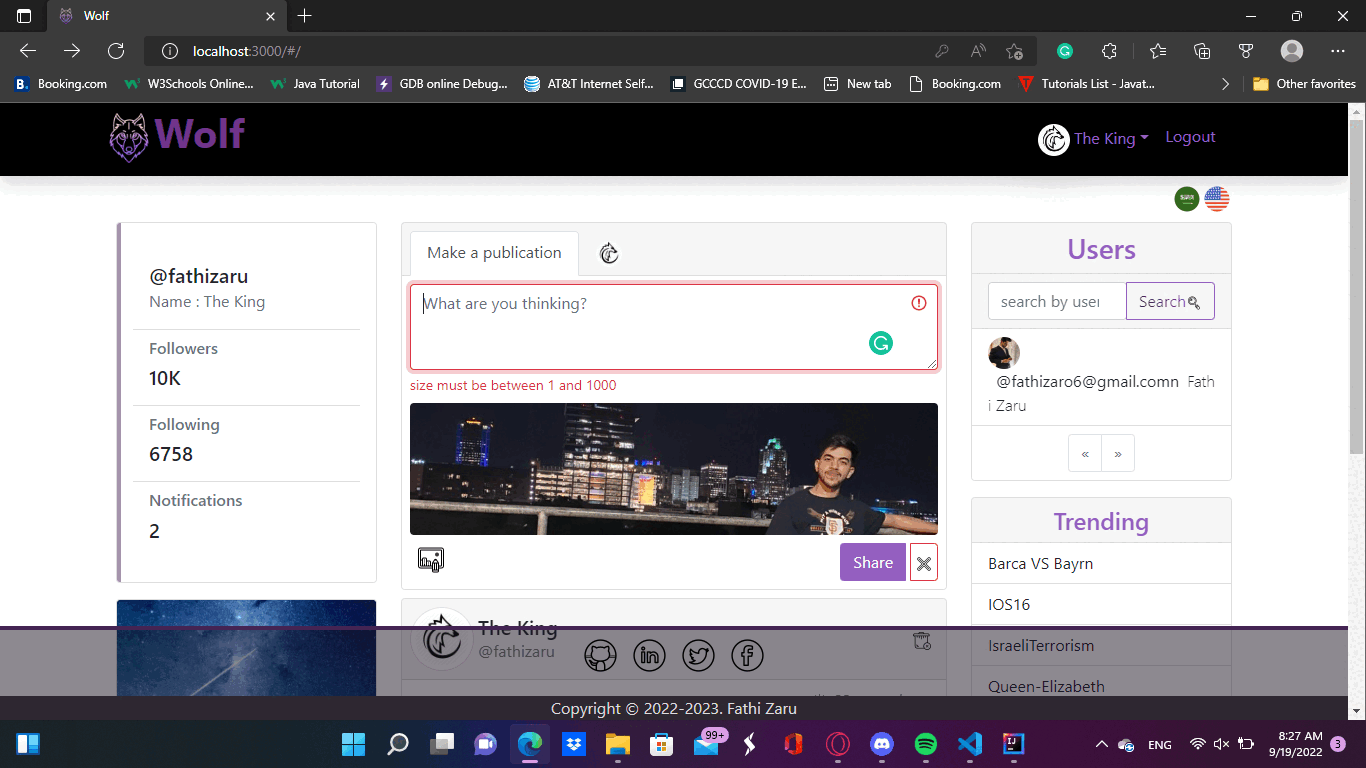 Wolf
localhost:3000/#/
Booking.com
W3Schools Online...
Java Tutorial
GDB online Debug...
AT&T Internet Self...
GCCCD COVID-19 E...
New tab
Booking.com
Tutorials List - Javat...
Other favorites
Wolf
The King
Logout
@fathizaru
Name : The King
Followers
10K
Following
6758
Notifications
2
Make a publication
What are you thinking?
size must be between 1 and 1000
Share
The King
@fathizaru
Users
search by user
Search
@fathizaro6@gmail.comn Fath
i Zaru
«
»
Trending
Barca VS Bayrn
IOS16
IsraeliTerrorism
Queen-Elizabeth
Copyright © 2022-2023. Fathi Zaru
99+
ENG
8:27 AM
9/19/2022
3